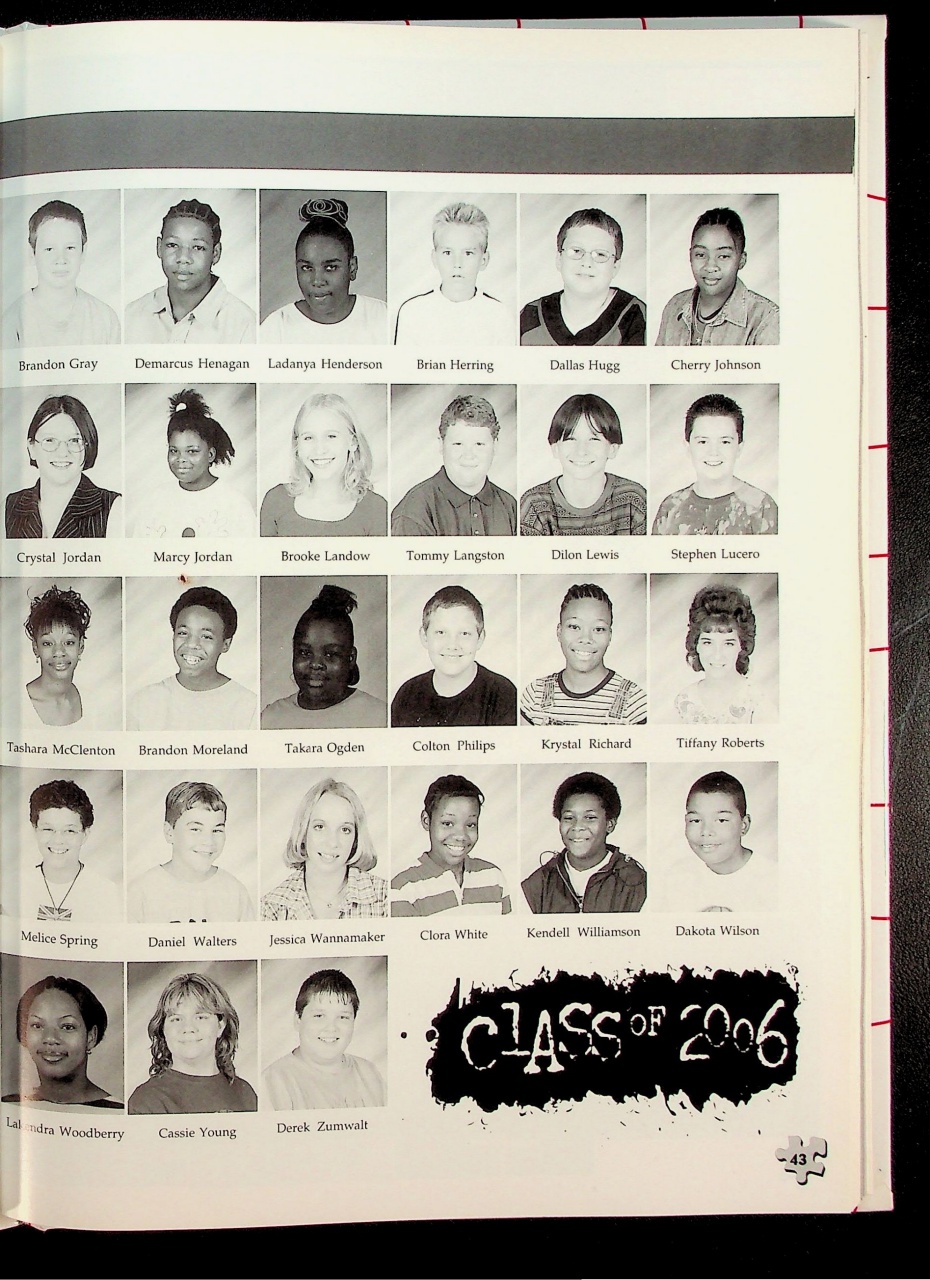 Brandon Gray Demarcus Henagan Ladanya Henderson Brian Herring Dallas Hugg Cherry Johnson
Crystal Jordan Marcy Jordan Brooke Landow Tommy Langston Dilon Lewis Stephen Lucero
Tashara McClenton Brandon Moreland Takara Ogden Colton Philips Krystal Richard Tiffany Roberts
Melice Spring Daniel Walters Jessica Wannamaker Clora White Kendell Williamson Dakota Wilson
Woodberry Cassie Young Derek Zumwalt
CLASS OF 2006
43